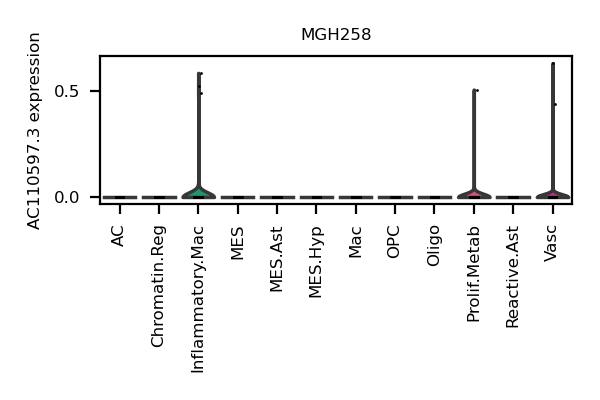 MGH258
AC110597.3 expression
0.5
0.0
AC
Chromatin.Reg
Inflammatory.Mac
MES
MES.Ast
MES.Hyp
Mac
OPC
Oligo
Prolif.Metab
Reactive.Ast
Vasc